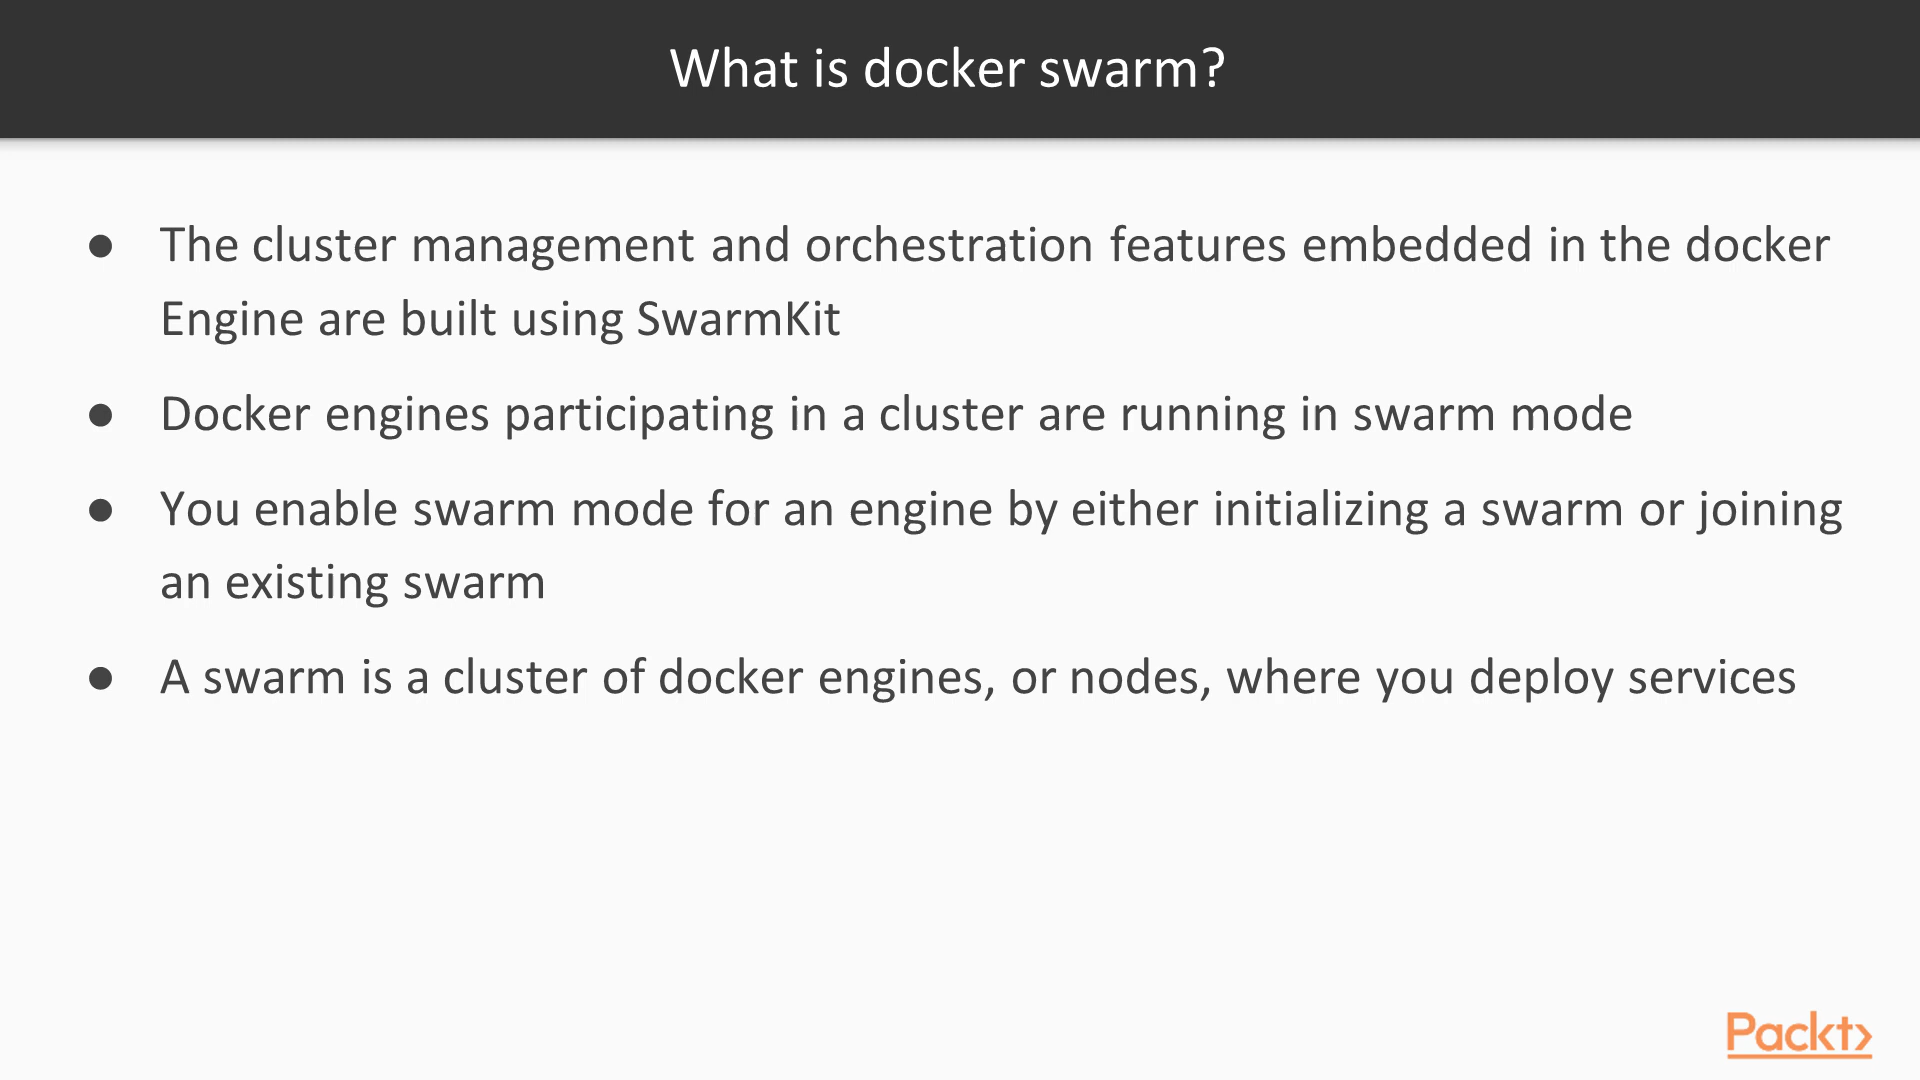 What is docker swarm?
● The cluster management and orchestration features embedded in the docker
Engine are built using SwarmKit
● Docker engines participating in a cluster are running in swarm mode
● You enable swarm mode for an engine by either initializing a swarm or joining
an existing swarm
● A swarm is a cluster of docker engines, or nodes, where you deploy services
Packt>